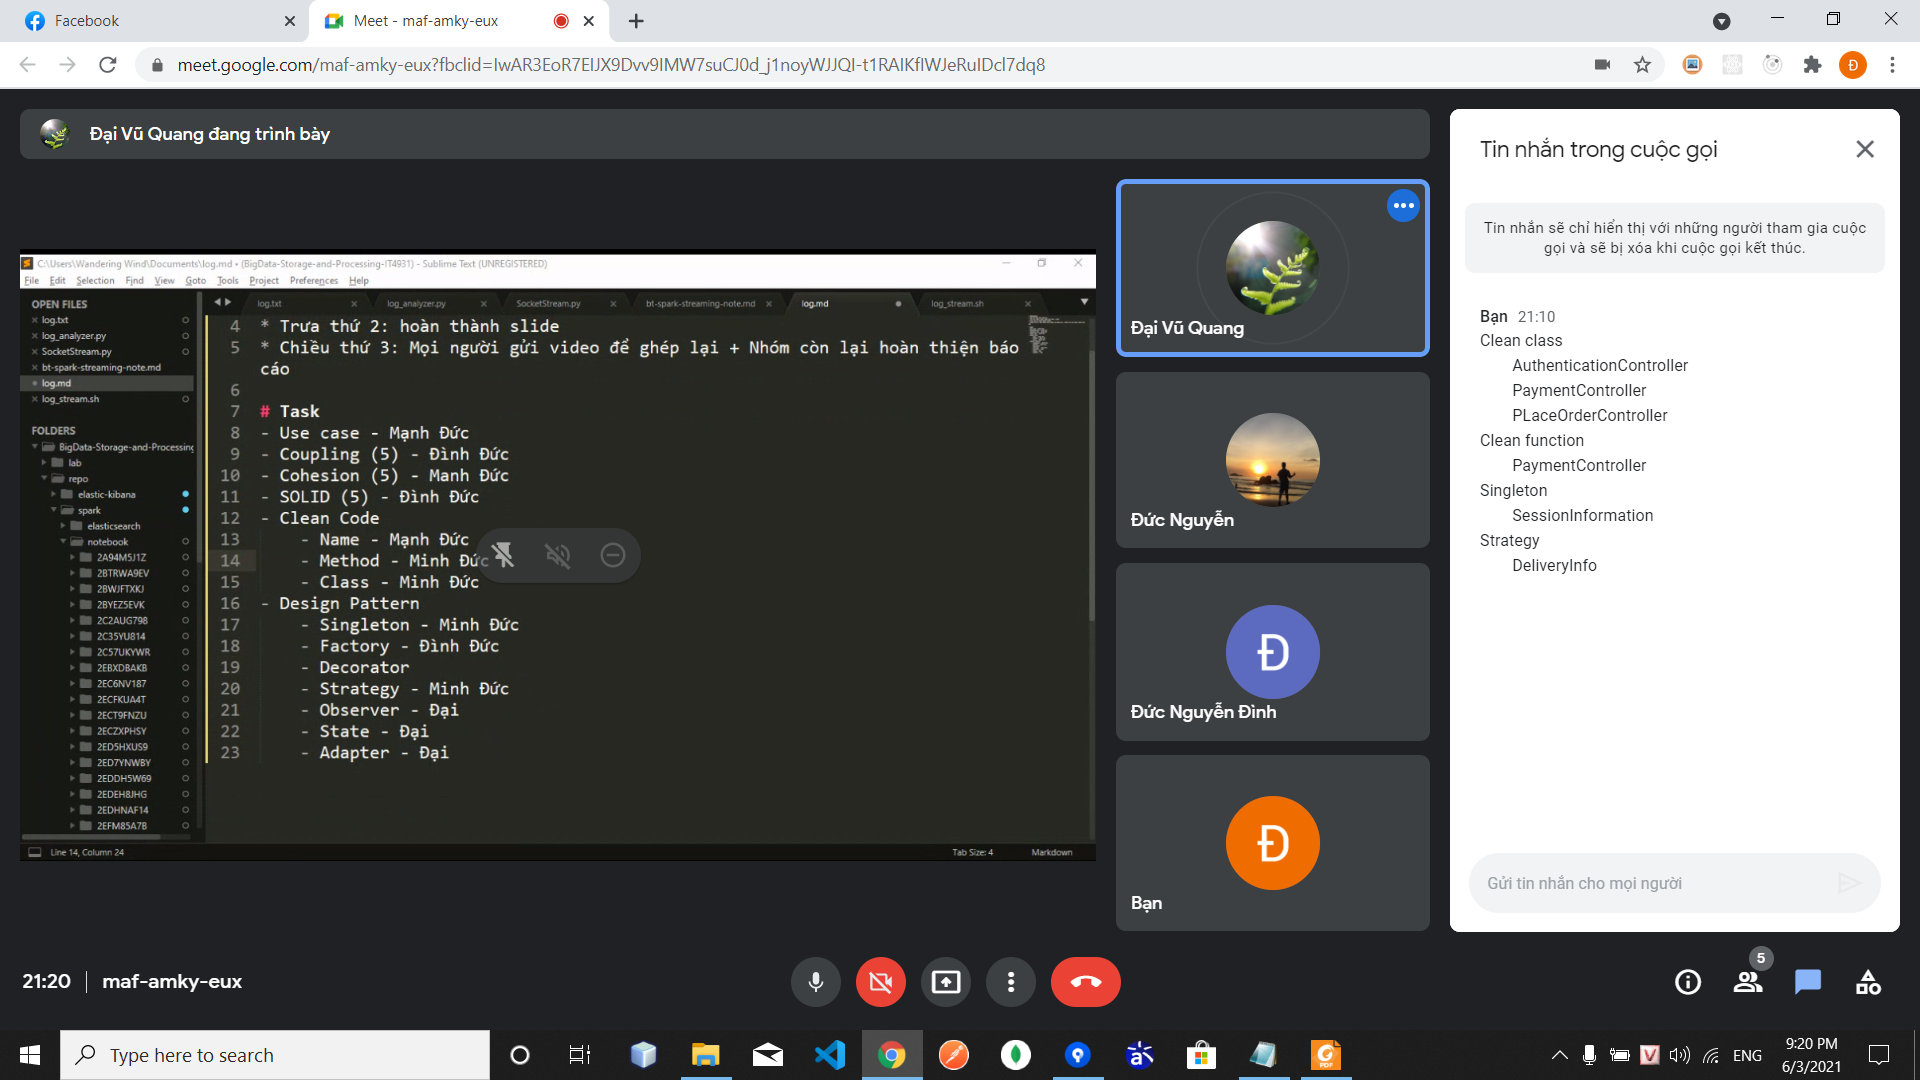 Facebook
Meet - maf-amky-eux
meet.google.com/maf-amky-eux?fbclid=IwAR3EoR7EIJX9Dvv9IMW7suCJ0d_j1noyWJJQI-t1RAIKfIWJeRuIDcl7dq8
Đ
Đại Vũ Quang đang trình bày
C:\Users\Wandering Wind\Documents\log.md • (BigData-Storage-and-Processing-IT4931) - Sublime Text (UNREGISTERED)
File Edit Selection Find View Goto Tools Project Preferences Help
OPEN FILES
log.txt
log_analyzer.py
SocketStream.py
bt-spark-streaming-note.md
log.md
log_stream.sh
FOLDERS
BigData-Storage-and-Processing
lab
repo
elastic-kibana
spark
elasticsearch
notebook
2A94M5J1Z
2BTRWA9EV
2BWJFTXKJ
2BYEZ5EVK
2C2AUG798
2C35YU814
2C57UKYWR
2EBXDBAKB
2EC6NV187
2ECFKUA4T
2ECT9FNZU
2ECZXPHSY
2ED5HXUS9
2ED7YNWBY
2EDDH5W69
2EDEH8JHG
2EDHNAF14
2EFM85A7B
log.txt log_analyzer.py SocketStream.py bt-spark-streaming-note.md log.md log_stream.sh
4 * Trưa thứ 2: hoàn thành slide
5 * Chiều thứ 3: Mọi người gửi video để ghép lại + Nhóm còn lại hoàn thiện báo
cáo
6
7 # Task
8 - Use case - Mạnh Đức
9 - Coupling (5) - Đình Đức
10 - Cohesion (5) - Manh Đức
11 - SOLID (5) - Đình Đức
12 - Clean Code
13 - Name - Mạnh Đức
14 - Method - Minh Đức
15 - Class - Minh Đức
16 - Design Pattern
17 - Singleton - Minh Đức
18 - Factory - Đình Đức
19 - Decorator
20 - Strategy - Minh Đức
21 - Observer - Đại
22 - State - Đại
23 - Adapter - Đại
Line 14, Column 24
Tab Size: 4 Markdown
Đại Vũ Quang
Đức Nguyễn
Đ
Đức Nguyễn Đình
Đ
Bạn
Tin nhắn trong cuộc gọi
Tin nhắn sẽ chỉ hiển thị với những người tham gia cuộc
gọi và sẽ bị xóa khi cuộc gọi kết thúc.
Bạn 21:10
Clean class
AuthenticationController
PaymentController
PLaceOrderController
Clean function
PaymentController
Singleton
SessionInformation
Strategy
DeliveryInfo
Gửi tin nhắn cho mọi người
21:20 | maf-amky-eux
5
Type here to search
ENG
9:20 PM
6/3/2021